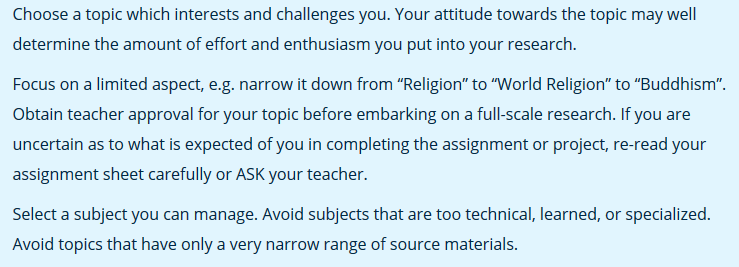 Choose a topic which interests and challenges you. Your attitude towards the topic may well
determine the amount of effort and enthusiasm you put into your research.
Focus on a limited aspect, e.g. narrow it down from “Religion” to “World Religion” to “Buddhism”.
Obtain teacher approval for your topic before embarking on a full-scale research. If you are
uncertain as to what is expected of you in completing the assignment or project, re-read your
assignment sheet carefully or ASK your teacher.
Select a subject you can manage. Avoid subjects that are too technical, learned, or specialized.
Avoid topics that have only a very narrow range of source materials.